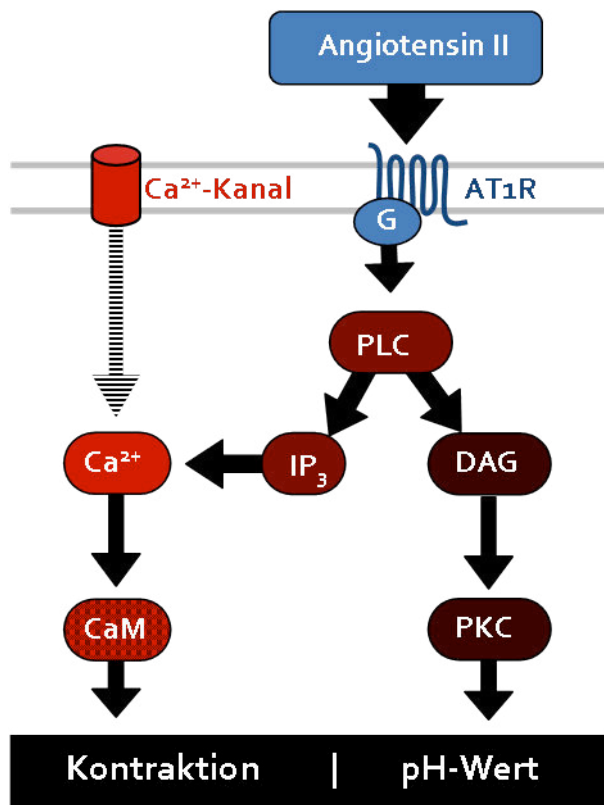 Angiotensin II
Ca²⁺-Kanal
AT1R
G
PLC
Ca²⁺
IP₃
DAG
CaM
PKC
Kontraktion | pH-Wert